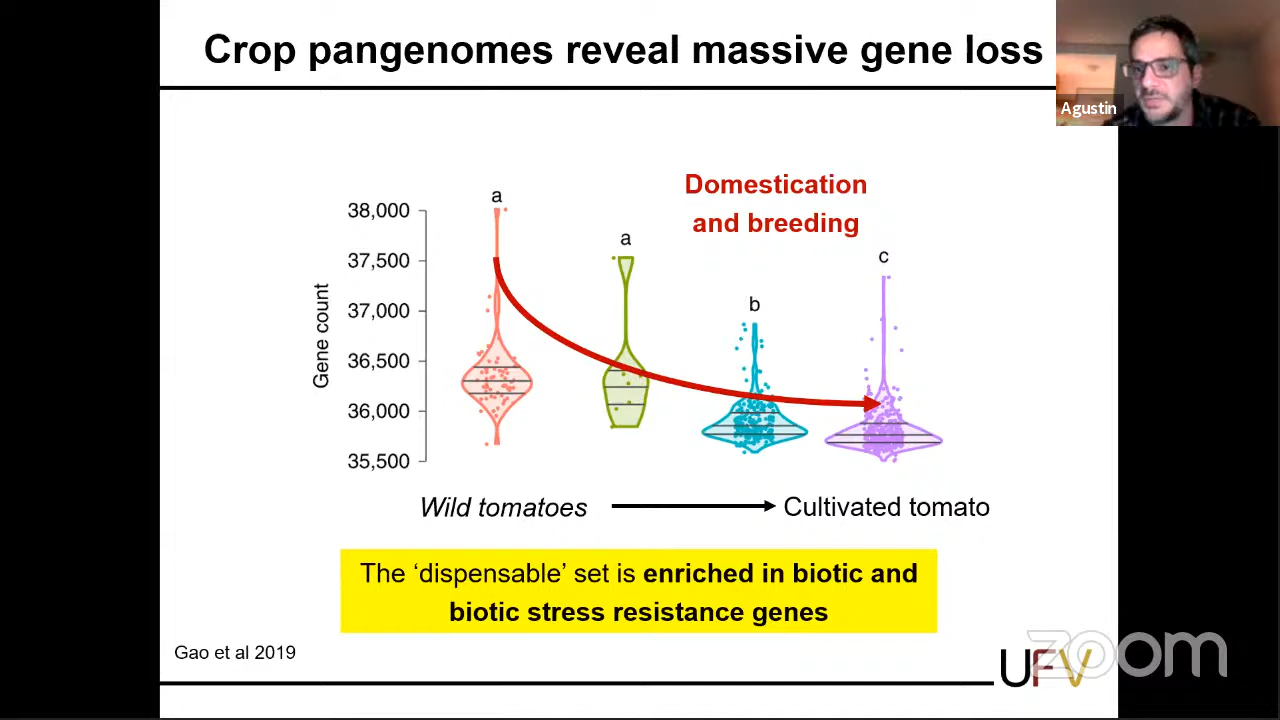 Crop pangenomes reveal massive gene loss
Agustin
Domestication
and breeding
a
a
b
c
Gene count
38,000
37,500
37,000
36,500
36,000
35,500
Wild tomatoes
Cultivated tomato
The ‘dispensable’ set is enriched in biotic and
biotic stress resistance genes
Gao et al 2019
UFV
zoom